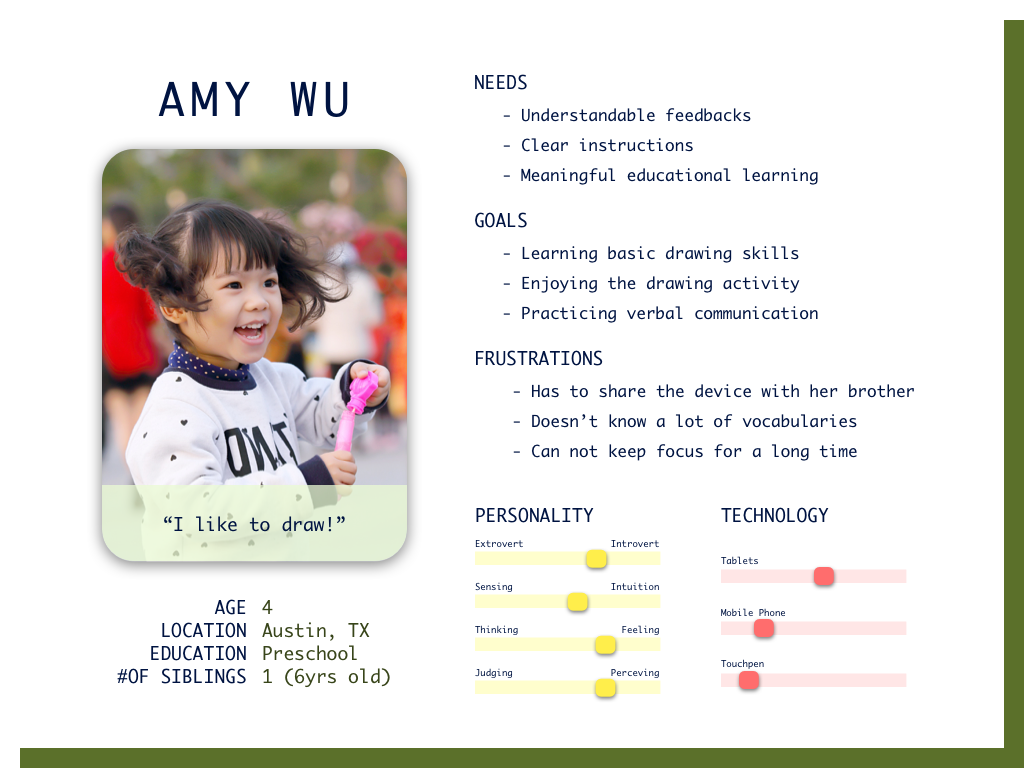 AMY WU
“I like to draw!”
AGE 4
LOCATION Austin, TX
EDUCATION Preschool
#OF SIBLINGS 1 (6yrs old)
NEEDS
- Understandable feedbacks
- Clear instructions
- Meaningful educational learning
GOALS
- Learning basic drawing skills
- Enjoying the drawing activity
- Practicing verbal communication
FRUSTRATIONS
- Has to share the device with her brother
- Doesn’t know a lot of vocabularies
- Can not keep focus for a long time
PERSONALITY
Extrovert Introvert
Sensing Intuition
Thinking Feeling
Judging Perceving
TECHNOLOGY
Tablets
Mobile Phone
Touchpen